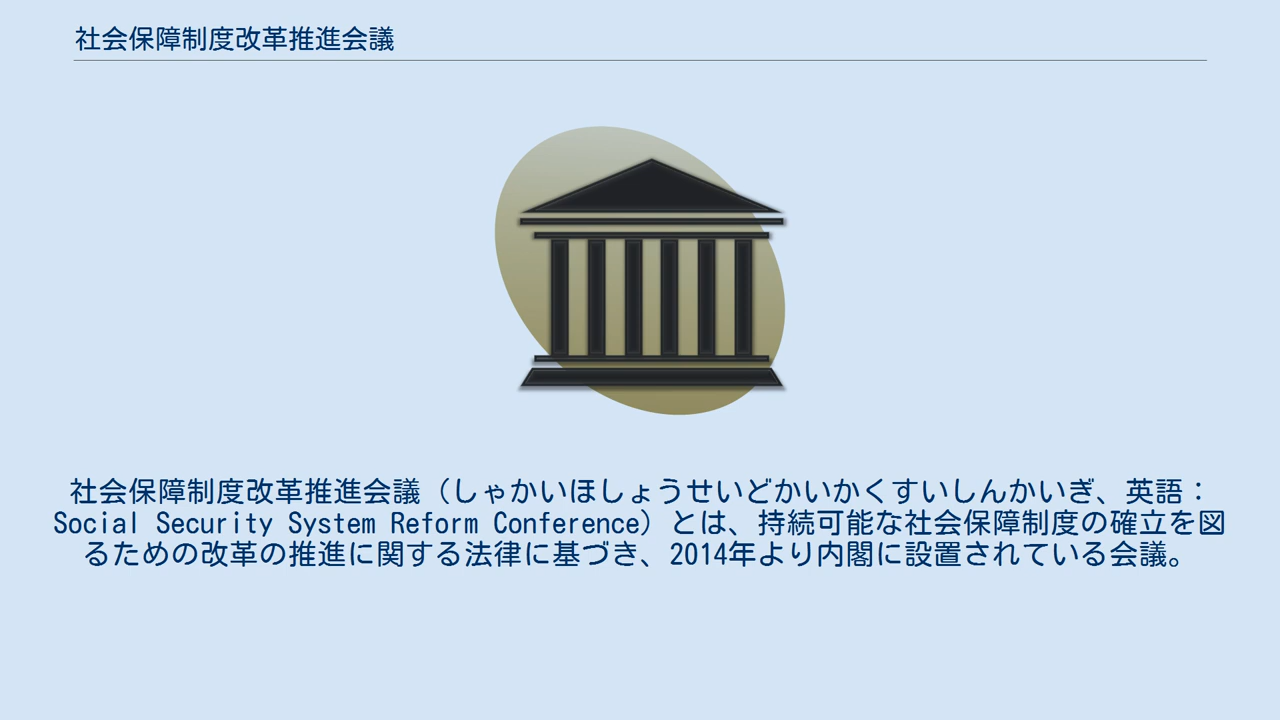 社会保障制度改革推進会議
社会保障制度改革推進会議（しゃかいほしょうせいどかいかくすいしんかいぎ、英語：
Social Security System Reform Conference）とは、持続可能な社会保障制度の確立を図
るための改革の推進に関する法律に基づき、2014年より内閣に設置されている会議。